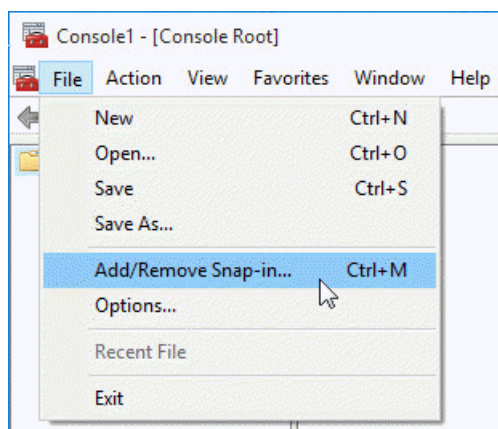 Console1 - [Console Root]
File Action View Favorites Window Help
New Ctrl+N
Open... Ctrl+O
Save Ctrl+S
Save As...
Add/Remove Snap-in... Ctrl+M
Options...
Recent File
Exit